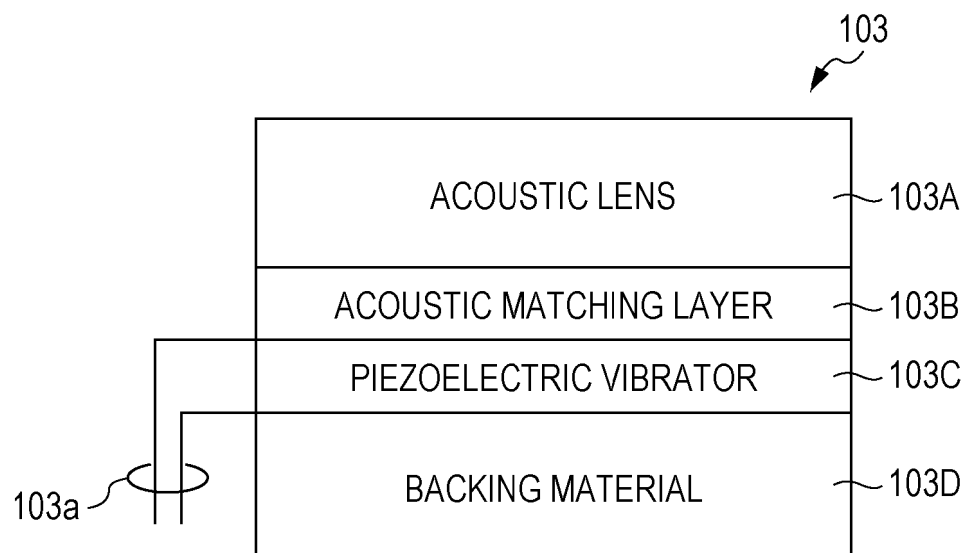 103
ACOUSTIC LENS
103A
ACOUSTIC MATCHING LAYER
103B
PIEZOELECTRIC VIBRATOR
103C
103a
BACKING MATERIAL
103D